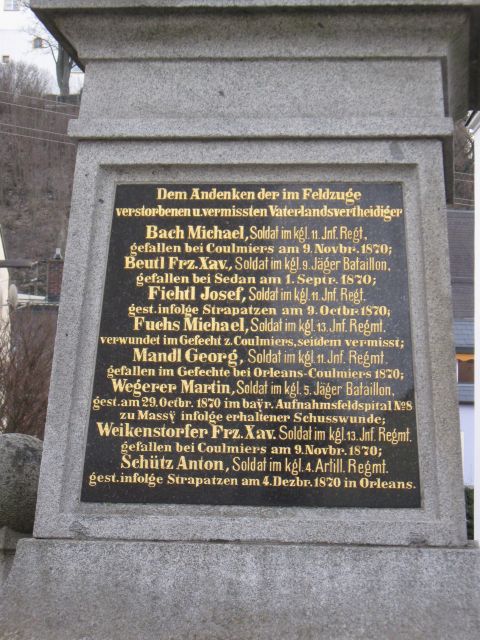 Dem Andenken der im Feldzuge
verstorbenen u. vermissten Vaterlandsvertheidiger
Bach Michael, Soldat im kgl. 11. Jnf. Regt.,
gefallen bei Coulmiers am 9. Novbr. 1870;
Beutl Frz. Xav., Soldat im kgl. 9. Jäger Bataillon,
gefallen bei Sedan am 1. Septr. 1870;
Fichtl Josef, Soldat im kgl. 11. Jnf. Regt.
gest. infolge Strapatzen am 9. Octbr. 1870;
Fuchs Michael, Soldat im kgl. 13. Jnf. Regmt.
verwundet im Gefecht z. Coulmiers, seitdem vermisst;
Mandl Georg, Soldat im kgl. 11. Jnf. Regmt.
gefallen im Gefechte bei Orleans-Coulmiers 1870;
Wegerer Martin, Soldat im kgl. 5. Jäger Bataillon,
gest. am 29. Octbr. 1870 im bayr. Aufnahmsfeldspital No 8
zu Massÿ infolge erhaltener Schusswunde;
Weikenstorfer Frz. Xav. Soldat im kgl. 13. Jnf. Regmt.
gefallen bei Coulmiers am 9. Novbr. 1870;
Schütz Anton, Soldat im kgl. 4. Artill. Regmt.
gest. infolge Strapatzen am 4. Dezbr. 1870 in Orleans.